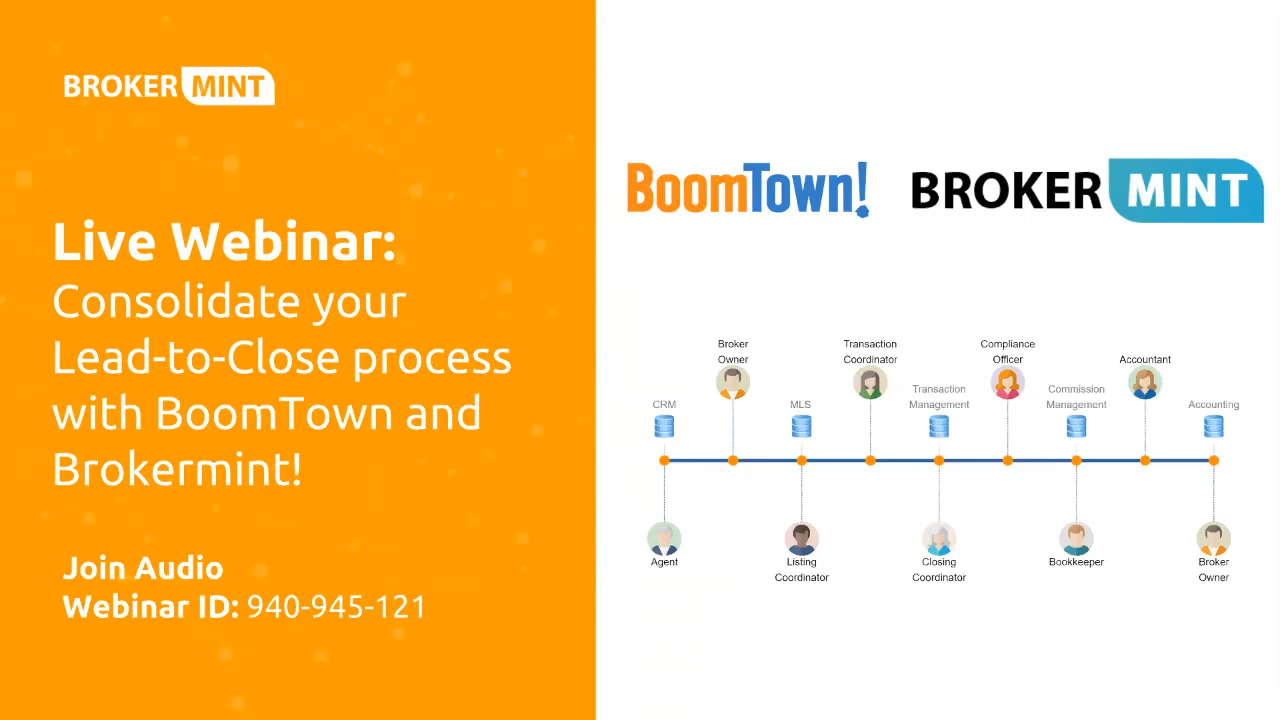 BROKER MINT
Live Webinar:
Consolidate your
Lead-to-Close process
with BoomTown and
Brokermint!
Join Audio
Webinar ID: 940-945-121
BoomTown!
BROKER MINT
Broker
Owner
Transaction
Coordinator
Compliance
Officer
Accountant
CRM
MLS
Transaction
Management
Commission
Management
Accounting
Agent
Listing
Coordinator
Closing
Coordinator
Bookkeeper
Broker
Owner